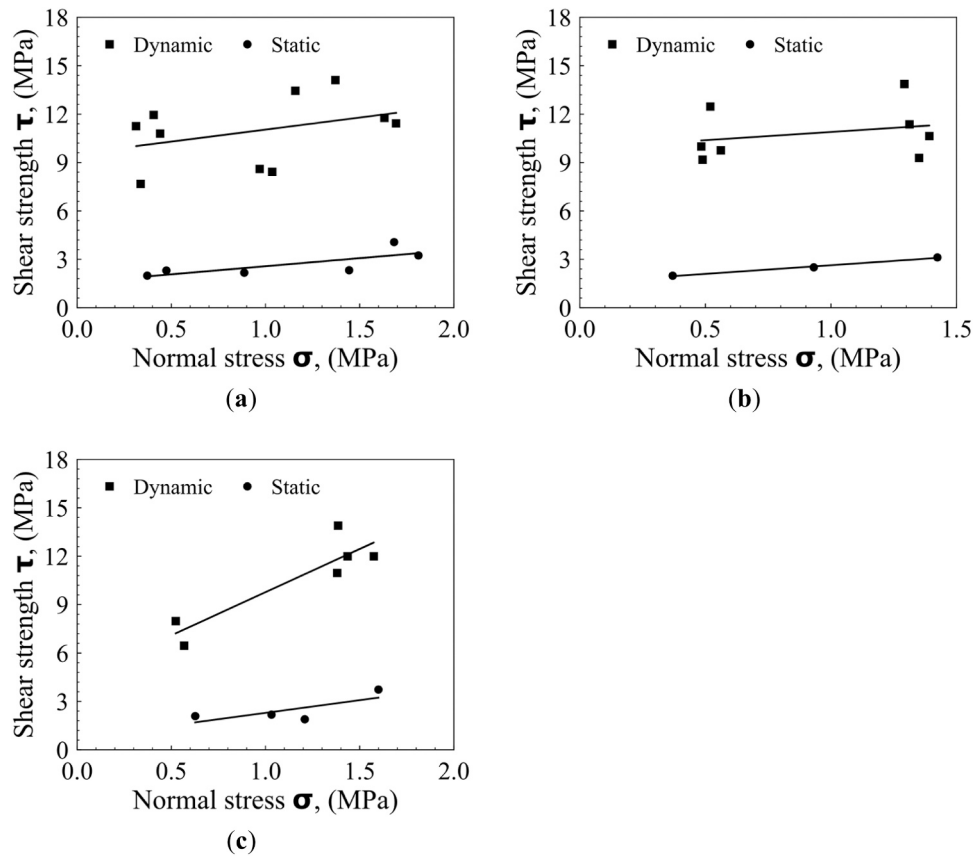 18
15
12
9
6
3
0
Shear strength τ, (MPa)
Dynamic Static
0.0 0.5 1.0 1.5 2.0
Normal stress σ, (MPa)
(a)
18
15
12
9
6
3
0
Shear strength τ, (MPa)
Dynamic Static
0.0 0.5 1.0 1.5
Normal stress σ, (MPa)
(b)
18
15
12
9
6
3
0
Shear strength τ, (MPa)
Dynamic Static
0.0 0.5 1.0 1.5 2.0
Normal stress σ, (MPa)
(c)